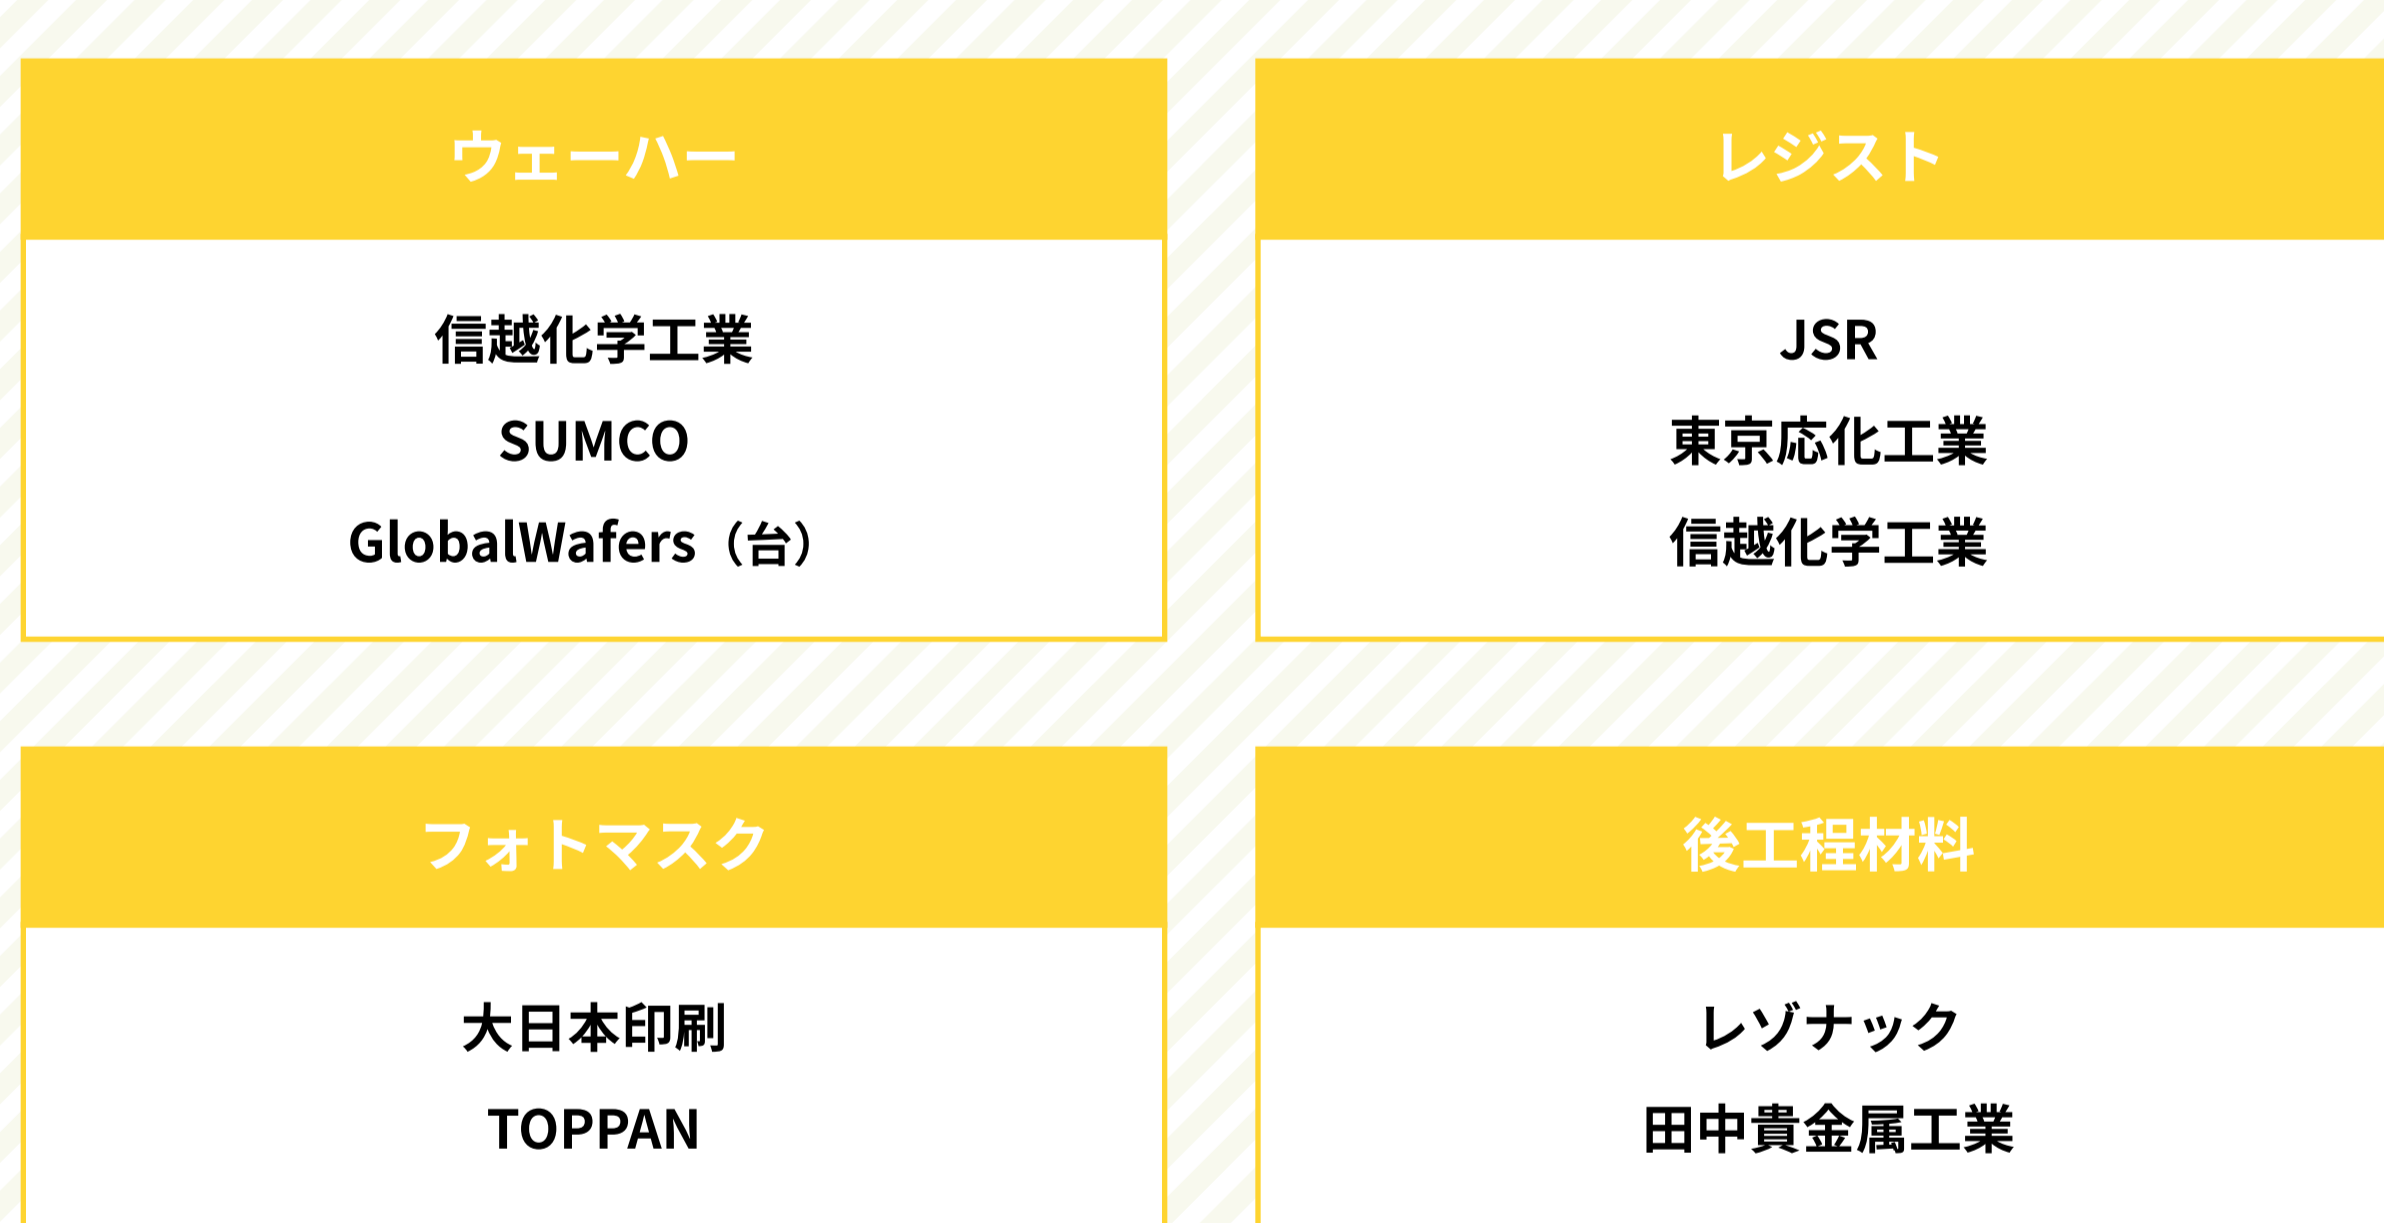 ウェーハー
信越化学工業
SUMCO
GlobalWafers（台）
レジスト
JSR
東京応化工業
信越化学工業
フォトマスク
大日本印刷
TOPPAN
後工程材料
レゾナック
田中貴金属工業